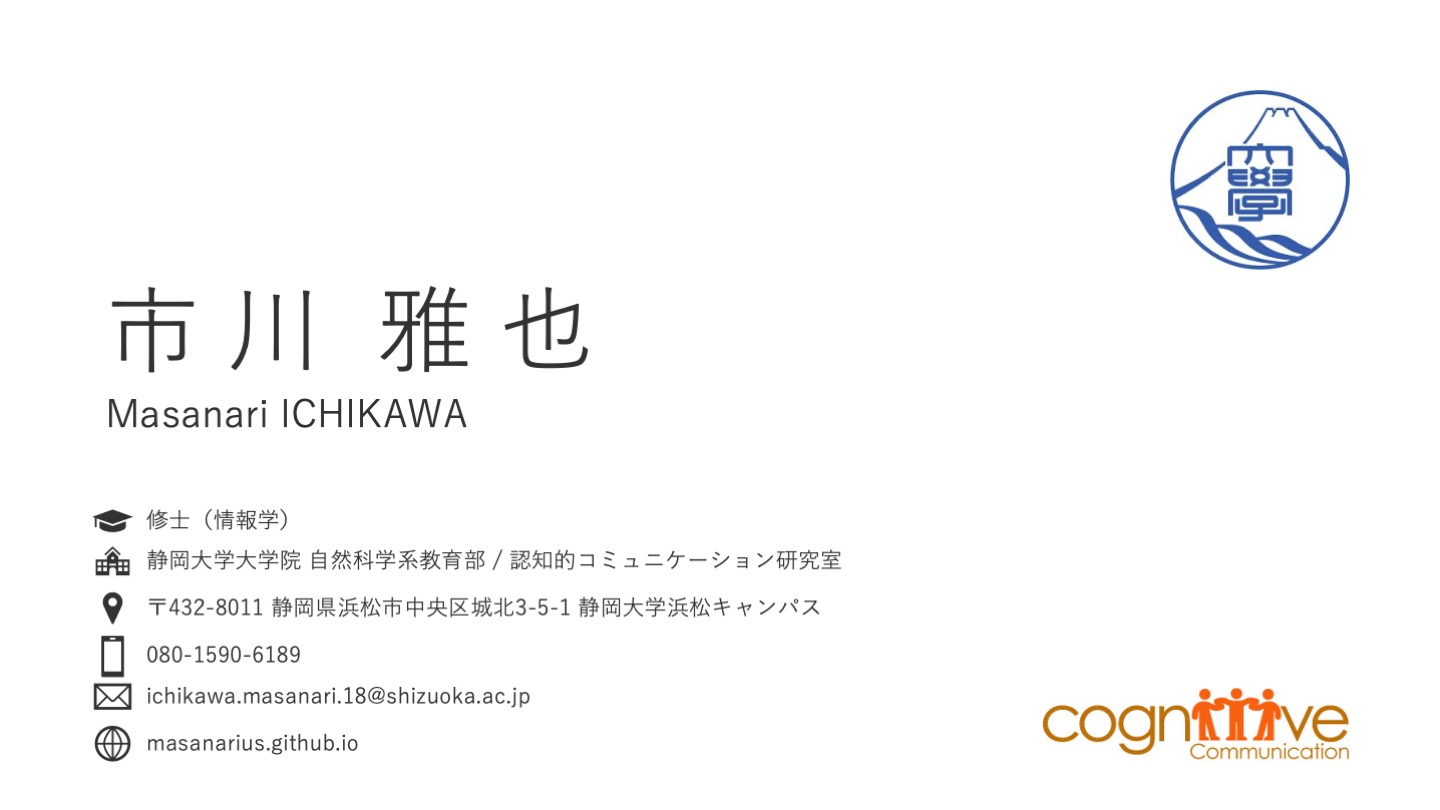 學
市川 雅也
Masanari ICHIKAWA
修士（情報学）
静岡大学大学院 自然科学系教育部 / 認知的コミュニケーション研究室
〒432-8011 静岡県浜松市中央区城北3-5-1 静岡大学浜松キャンパス
080-1590-6189
ichikawa.masanari.18@shizuoka.ac.jp
masanarius.github.io
cognitive
Communication